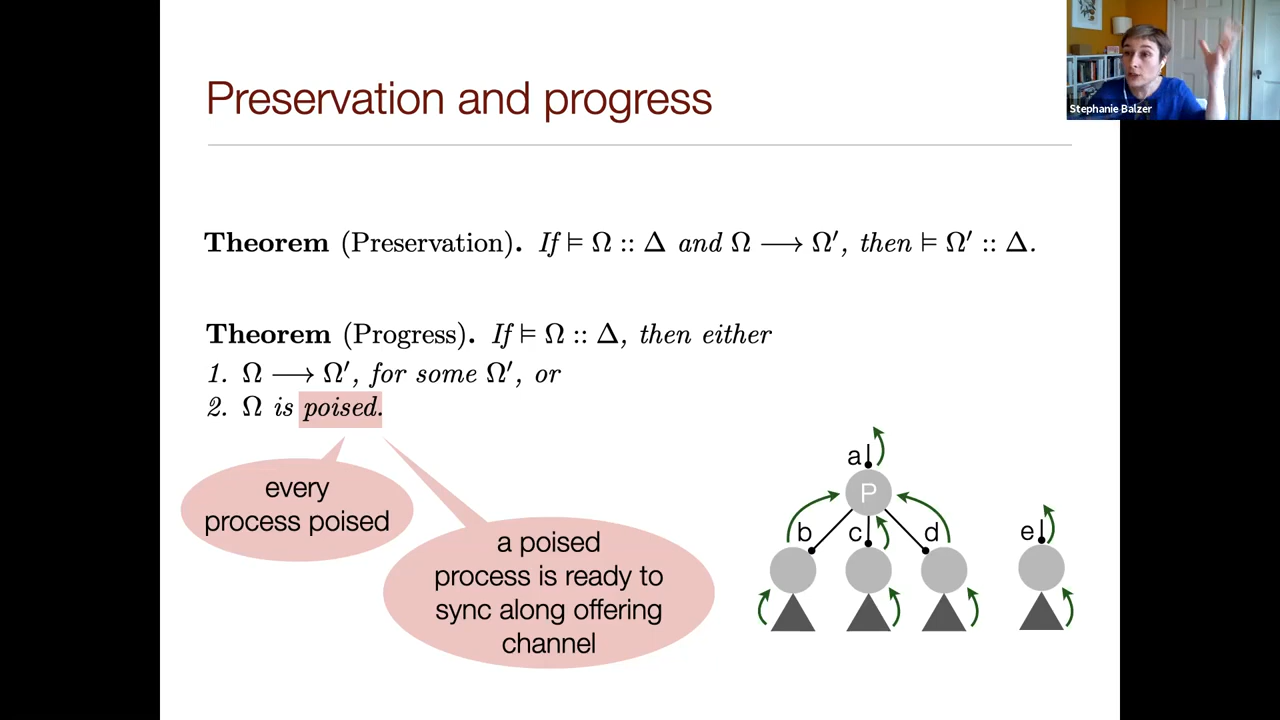 Preservation and progress
Stephanie Balzer
Theorem (Preservation). If ⊨ Ω :: Δ and Ω ⟶ Ω′, then ⊨ Ω′ :: Δ.
Theorem (Progress). If ⊨ Ω :: Δ, then either
1. Ω ⟶ Ω′, for some Ω′, or
2. Ω is poised.
every
process poised
a poised
process is ready to
sync along offering
channel
a
P
b
c
d
e